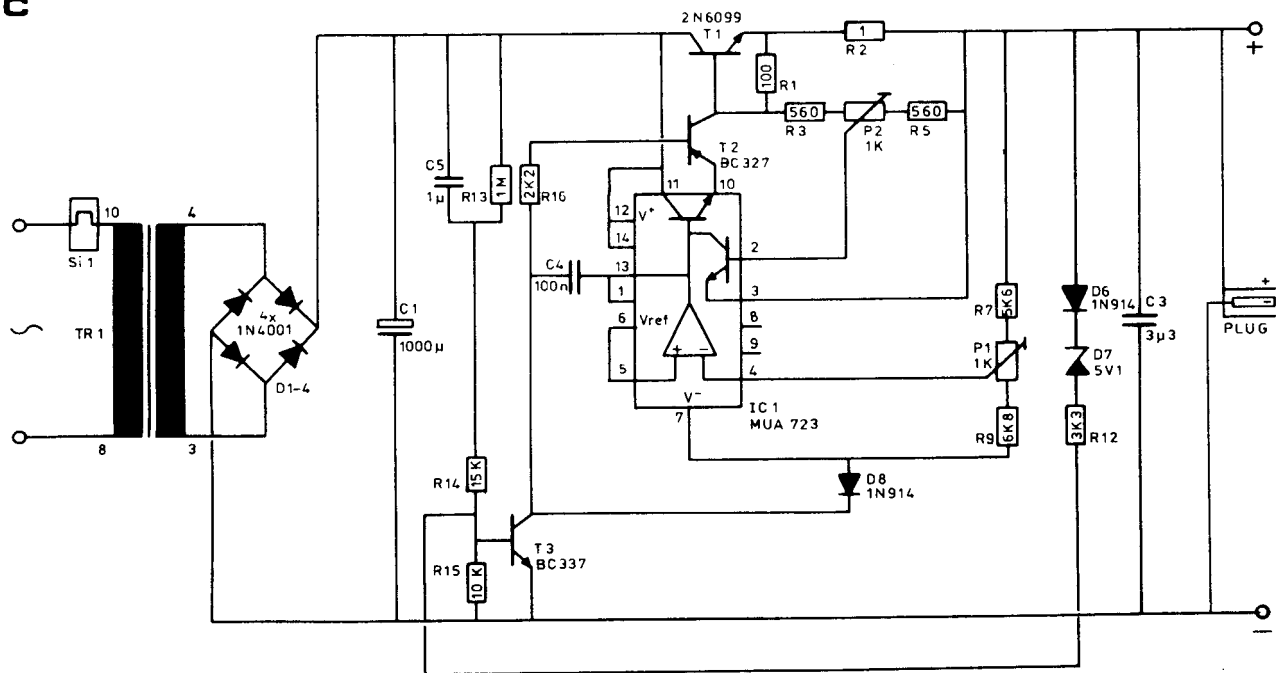 C
2N6099
T1
1
R2
+
100
R1
560
R3
P2
1K
560
R5
T2
BC327
C5
1µ
R13
1M
2K2
R16
11
10
V+
12
14
13
1
C4
100n
2
3
8
9
4
6
Vref
5
+
-
V-
7
IC1
MUA 723
Si1
10
4
TR1
8
3
4x
1N4001
D1-4
C1
1000µ
R7
5K6
P1
1K
R9
6K8
D6
1N914
D7
5V1
3K3
R12
C3
3µ3
+
-
PLUG
D8
1N914
R14
15K
R15
10K
T3
BC337
-